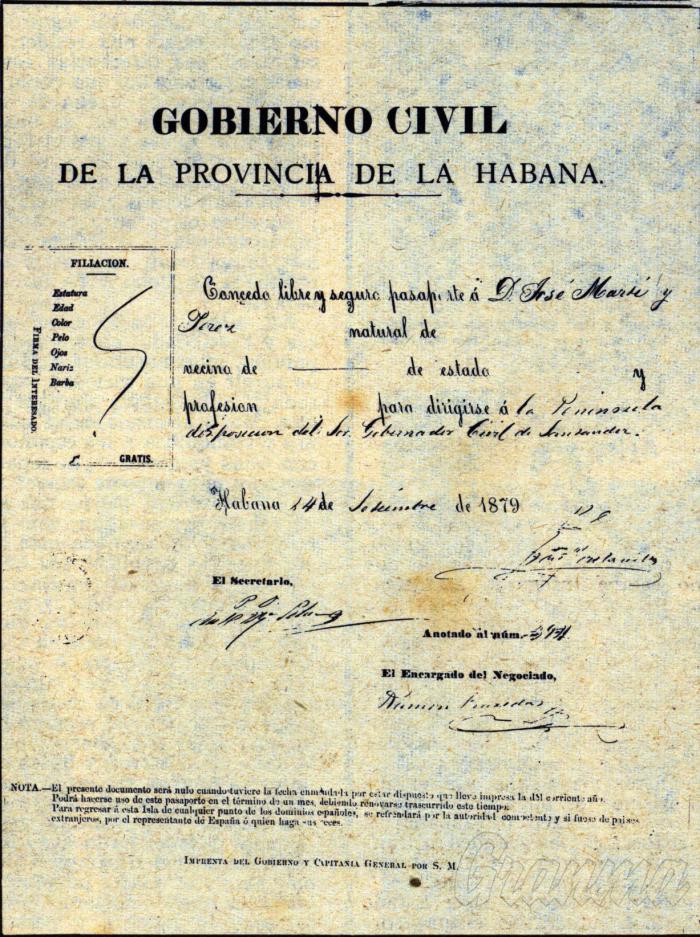 GOBIERNO CIVIL
DE LA PROVINCIA DE LA HABANA.
FILIACION.
Estatura
Edad
Color
Pelo
Ojos
Nariz
Barba
FIRMA DEL INTERESADO.
GRATIS.
Concedo libre y seguro pasaporte á D. José Martí y
Perez natural de
vecino de de estado y
profesion para dirigirse á la Peninsula
disposicion del Sor. Gobernador Civil de Santander.
Habana 14 de Setiembre de 1879
El Secretario,
P. O.
Anotado al núm.
El Encargado del Negociado,
Ramon
NOTA.—El presente documento será nulo cuando tuviere la fecha enmendada por estar dispuesto que lleve impresa la del corriente año.
Podrá hacerse uso de este pasaporte en el término de un mes, debiendo renovarse trascurrido este tiempo.
Para regresar á esta Isla de cualquier punto de los dominios españoles, se refrendará por la autoridad competente y si fuese de paises
extranjeros, por el representante de España ó quien haga sus veces.
IMPRENTA DEL GOBIERNO Y CAPITANIA GENERAL POR S. M.
Granma